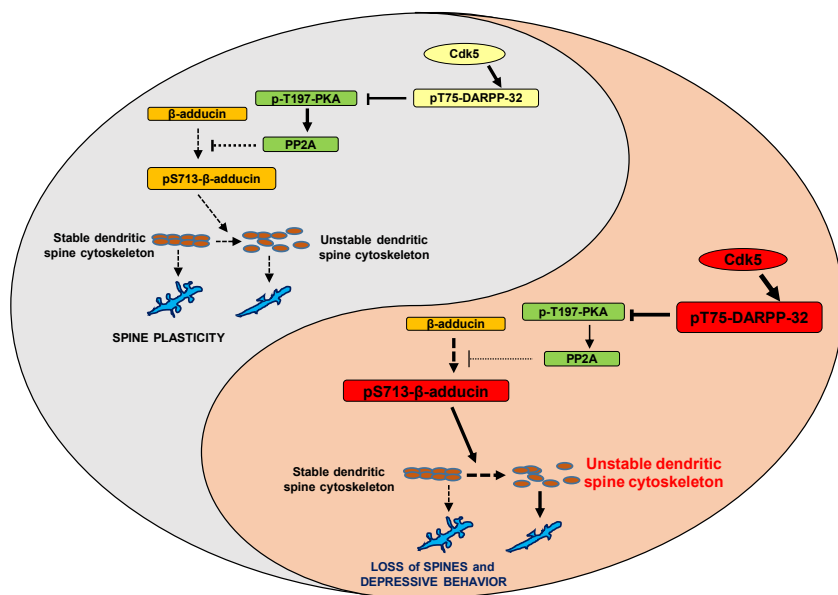 Cdk5
p-T197-PKA
pT75-DARPP-32
β-adducin
PP2A
pS713-β-adducin
Stable dendritic
spine cytoskeleton
Unstable dendritic
spine cytoskeleton
SPINE PLASTICITY
Cdk5
p-T197-PKA
pT75-DARPP-32
β-adducin
PP2A
pS713-β-adducin
Stable dendritic
spine cytoskeleton
Unstable dendritic
spine cytoskeleton
LOSS of SPINES and
DEPRESSIVE BEHAVIOR